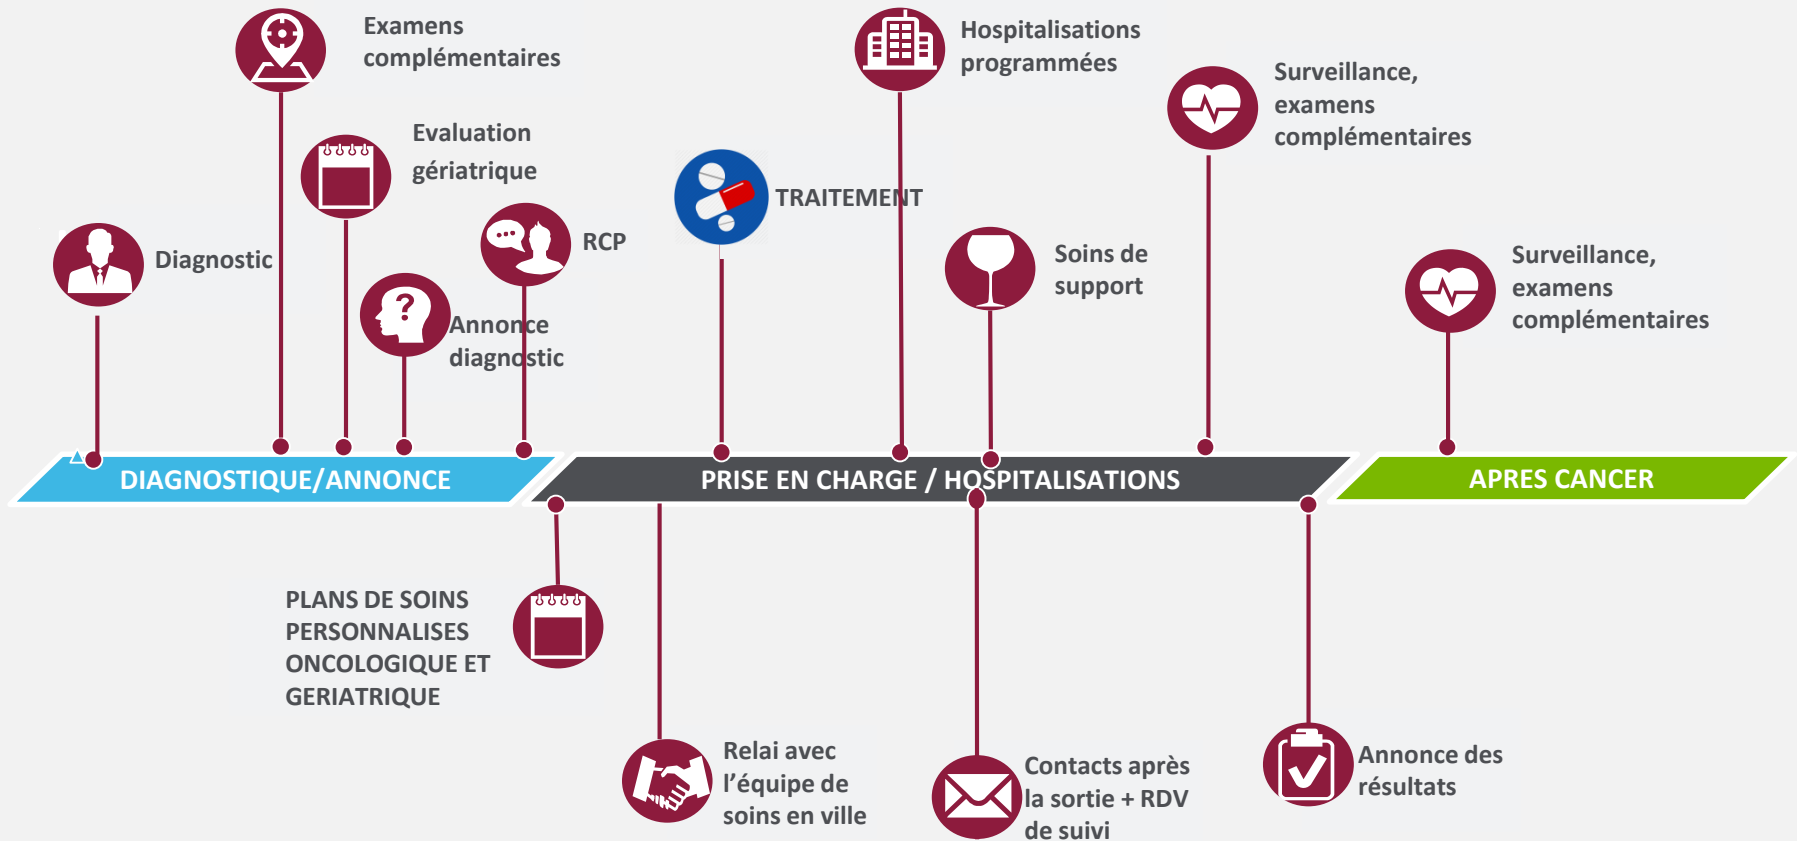 Examens
complémentaires
Hospitalisations
programmées
Surveillance,
examens
complémentaires
Evaluation
gériatrique
TRAITEMENT
Diagnostic
RCP
Soins de
support
Surveillance,
examens
complémentaires
Annonce
diagnostic
?
DIAGNOSTIQUE/ANNONCE
PRISE EN CHARGE / HOSPITALISATIONS
APRES CANCER
PLANS DE SOINS
PERSONNALISES
ONCOLOGIQUE ET
GERIATRIQUE
Relai avec
l’équipe de
soins en ville
Contacts après
la sortie + RDV
de suivi
Annonce des
résultats